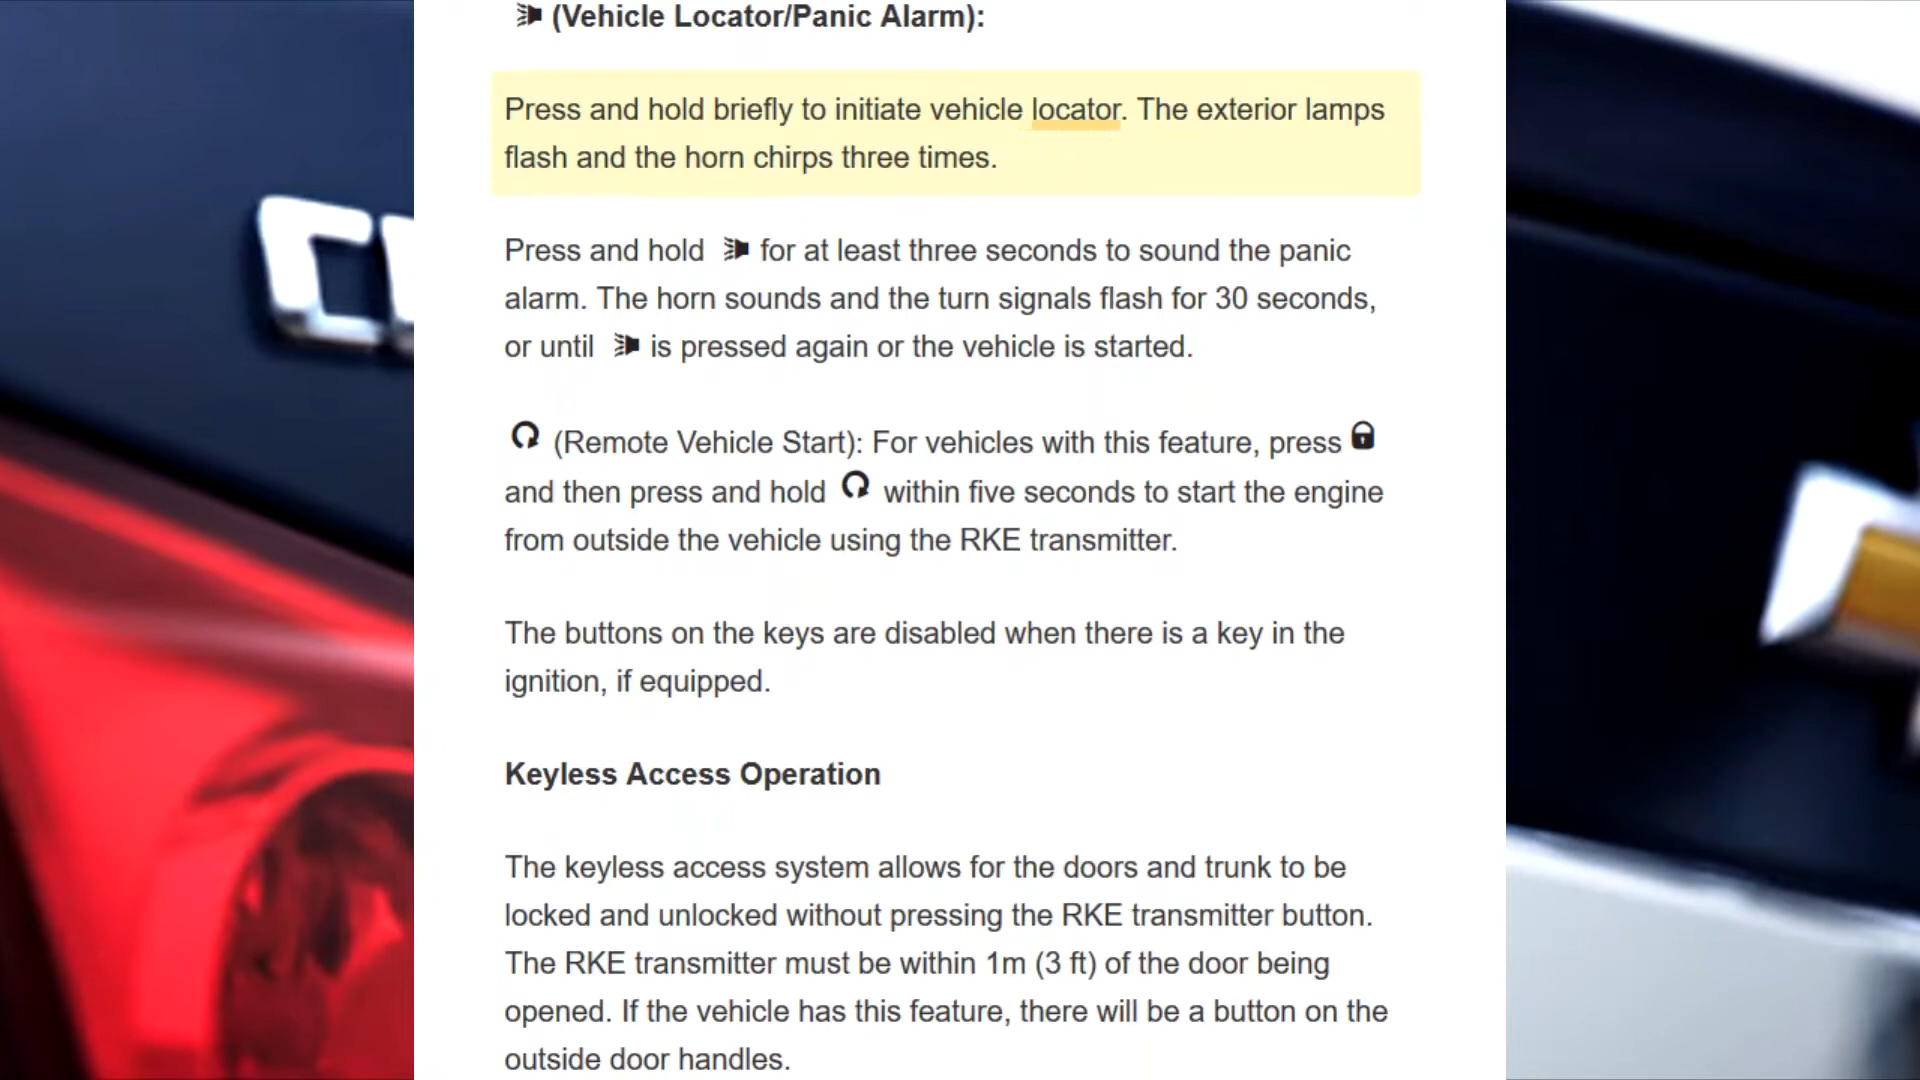 (Vehicle Locator/Panic Alarm):
Press and hold briefly to initiate vehicle locator. The exterior lamps
flash and the horn chirps three times.
Press and hold for at least three seconds to sound the panic
alarm. The horn sounds and the turn signals flash for 30 seconds,
or until is pressed again or the vehicle is started.
(Remote Vehicle Start): For vehicles with this feature, press
and then press and hold within five seconds to start the engine
from outside the vehicle using the RKE transmitter.
The buttons on the keys are disabled when there is a key in the
ignition, if equipped.
Keyless Access Operation
The keyless access system allows for the doors and trunk to be
locked and unlocked without pressing the RKE transmitter button.
The RKE transmitter must be within 1m (3 ft) of the door being
opened. If the vehicle has this feature, there will be a button on the
outside door handles.